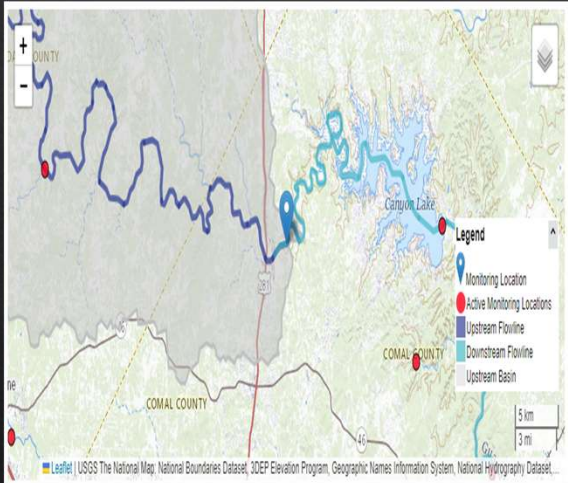 +
COUNTY
−
Canyon Lake
Legend
^
Monitoring Location
Active Monitoring Locations
Upstream Flowline
Downstream Flowline
Upstream Basin
281
COMAL COUNTY
COMAL COUNTY
46
5 km
3 mi
Leaflet | USGS The National Map: National Boundaries Dataset, 3DEP Elevation Program, Geographic Names Information System, National Hydrography Dataset,...